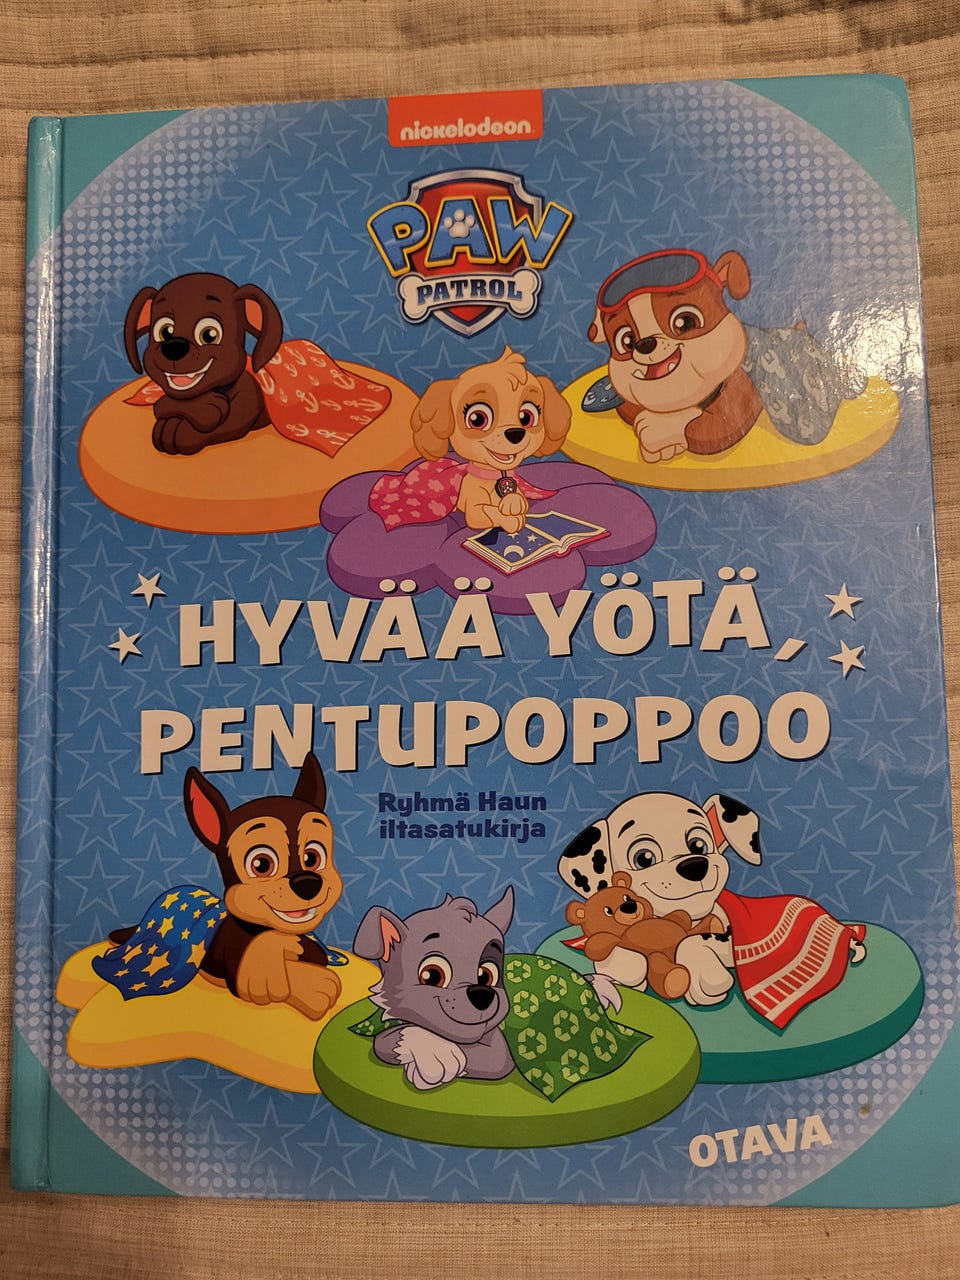 nickelodeon
PAW
PATROL
HYVÄÄ YÖTÄ,
PENTUPOPPOO
Ryhmä Haun
iltasatukirja
OTAVA